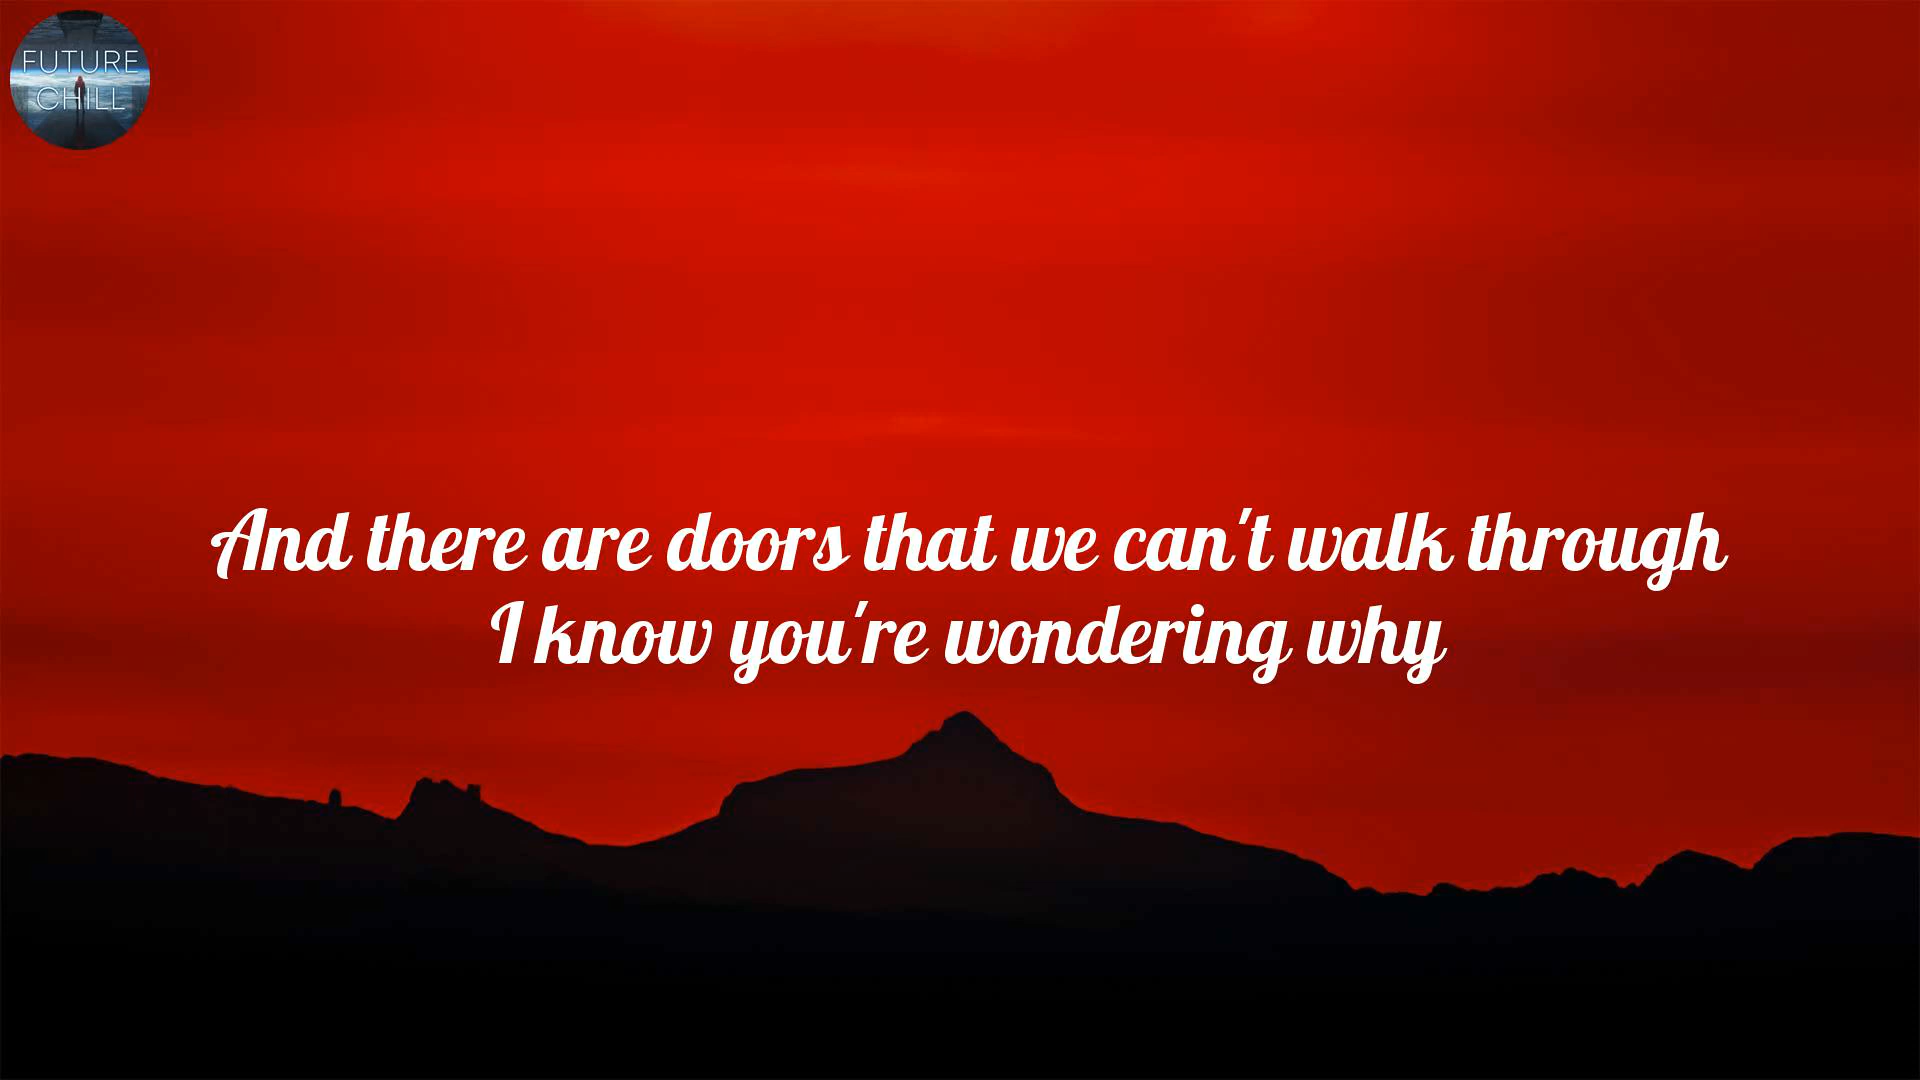 FUTURE
CHILL
And there are doors that we can't walk through
I know you're wondering why